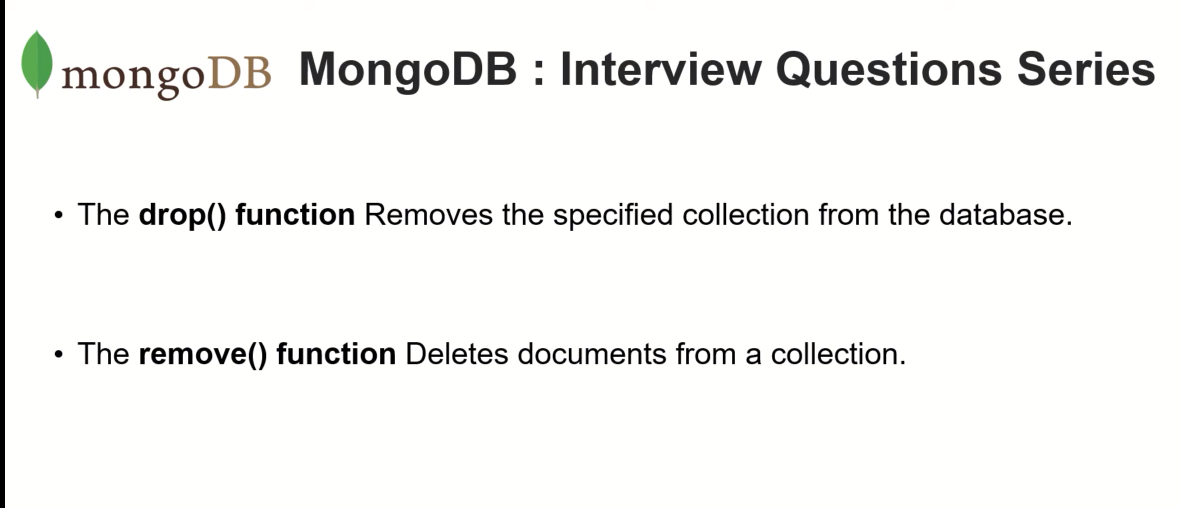 mongoDB MongoDB : Interview Questions Series
• The drop() function Removes the specified collection from the database.
• The remove() function Deletes documents from a collection.